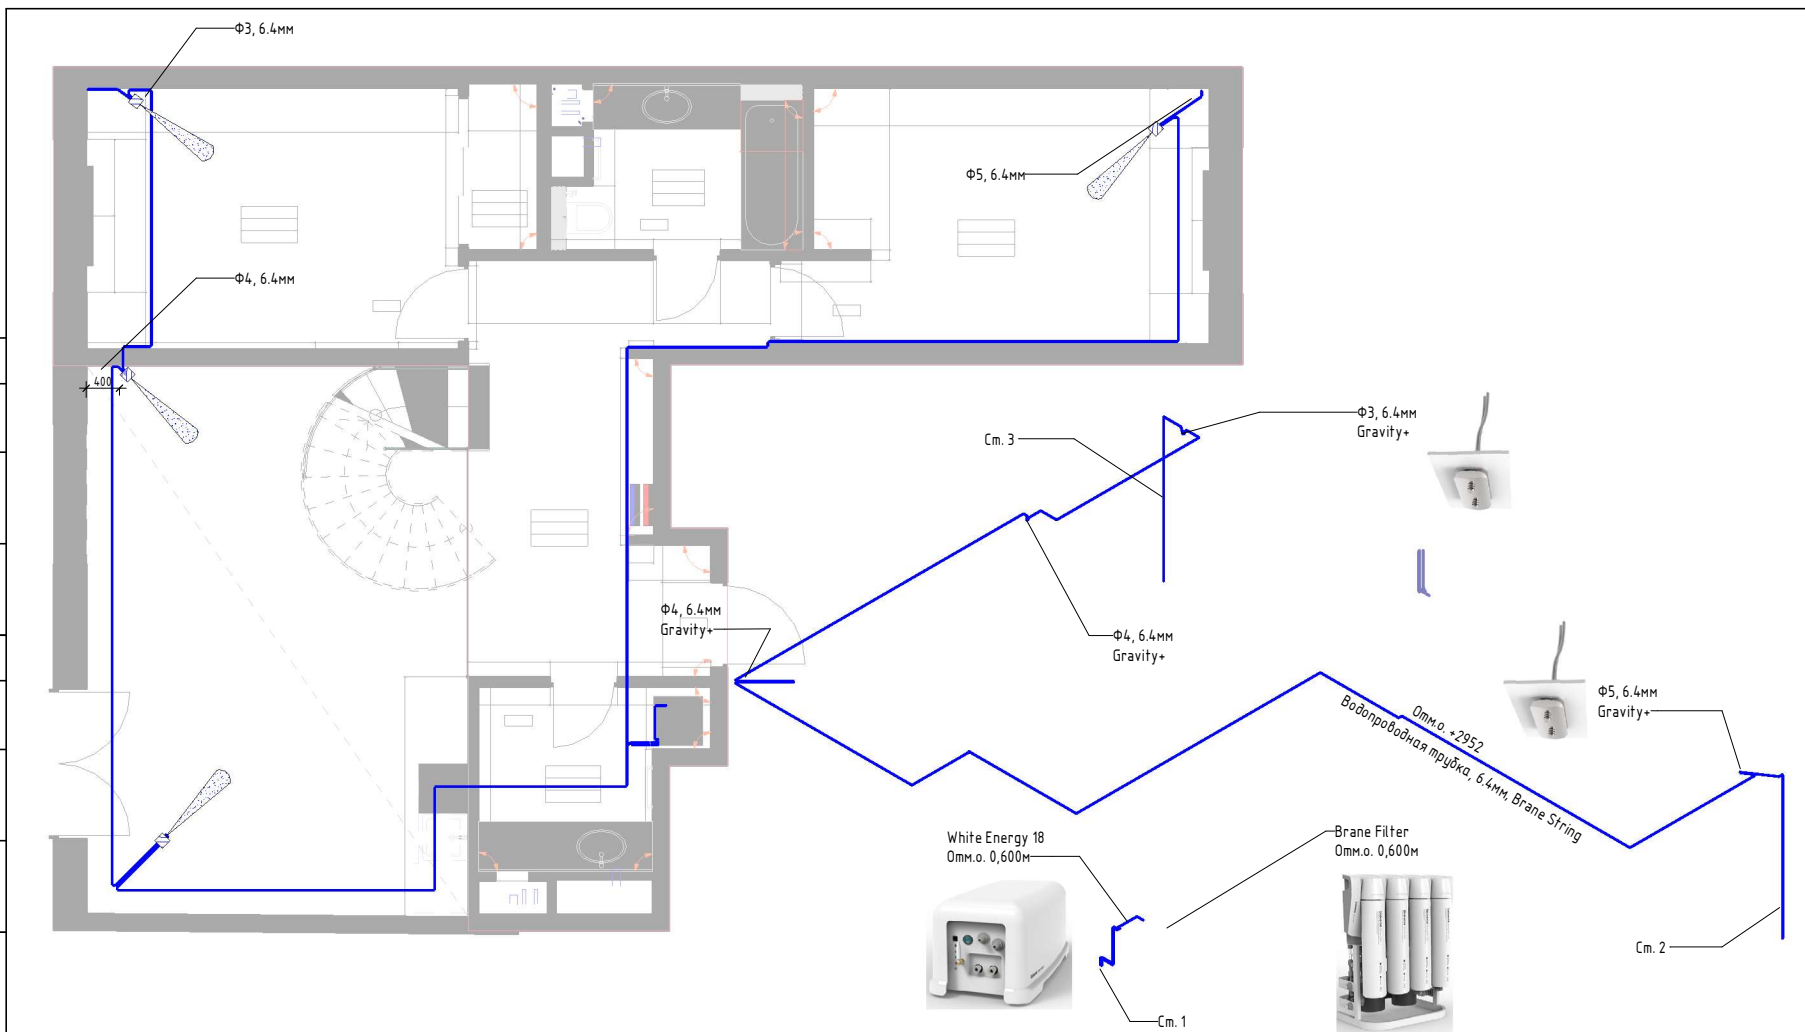 Ф3, 6.4мм
Ф5, 6.4мм
Ф4, 6.4мм
400
Ф3, 6.4мм
Gravity+
Ст. 3
Ф4, 6.4мм
Gravity+
Ф4, 6.4мм
Gravity+
Ф5, 6.4мм
Gravity+
Отм.о. +2952
Водопроводная трубка, 6.4мм, Brane String
White Energy 18
Отм.о. 0,600м
Brane Filter
Отм.о. 0,600м
Ст. 2
Ст. 1